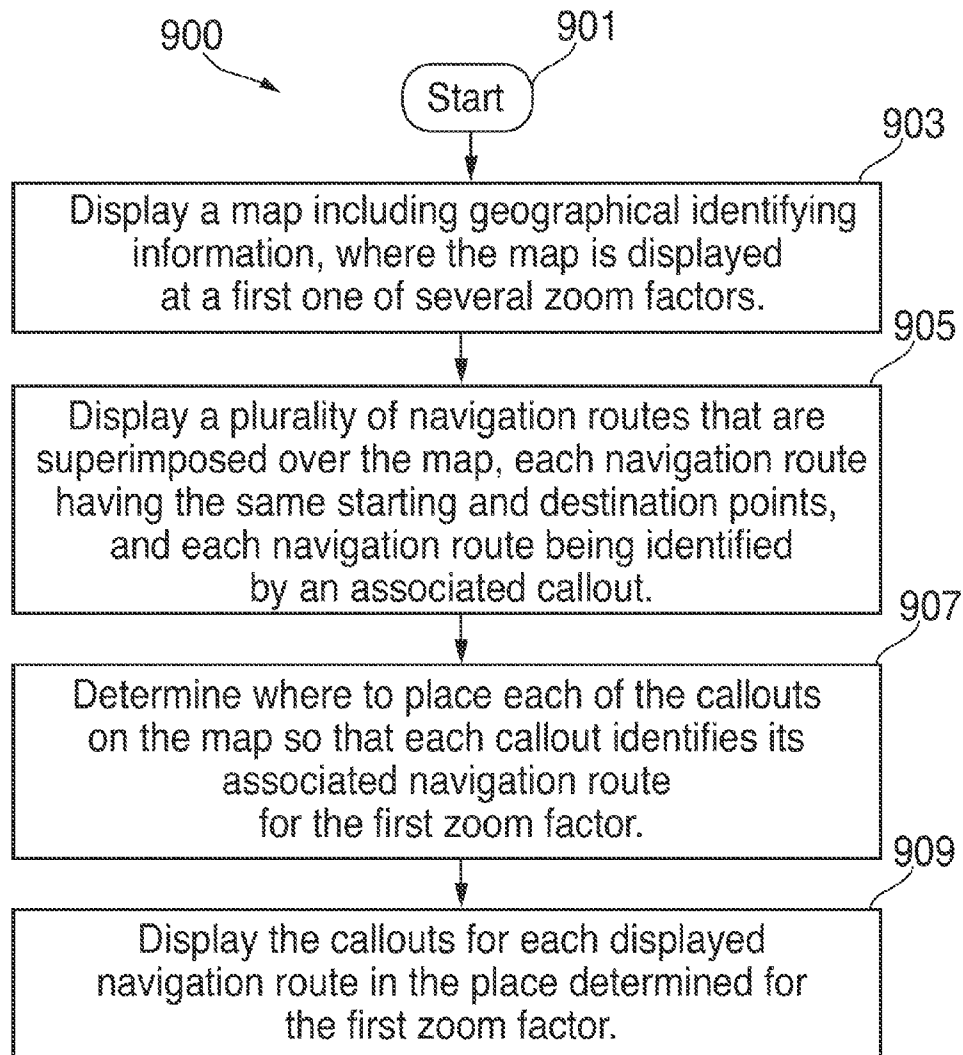 900
901
Start
903
Display a map including geographical identifying
information, where the map is displayed
at a first one of several zoom factors.
905
Display a plurality of navigation routes that are
superimposed over the map, each navigation route
having the same starting and destination points,
and each navigation route being identified
by an associated callout.
907
Determine where to place each of the callouts
on the map so that each callout identifies its
associated navigation route
for the first zoom factor.
909
Display the callouts for each displayed
navigation route in the place determined for
the first zoom factor.